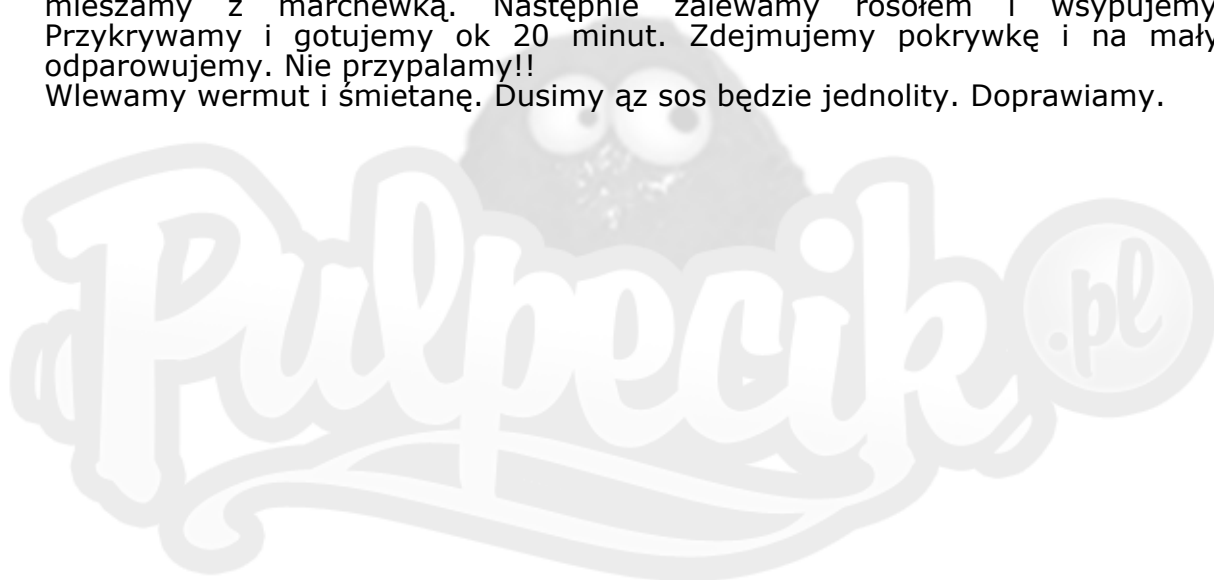 mieszamy z marchewką. Następnie zalewamy rosołem i wsypujemy
Przykrywamy i gotujemy ok 20 minut. Zdejmujemy pokrywkę i na mały
odparowujemy. Nie przypalamy!!
Wlewamy wermut i śmietanę. Dusimy ąz sos będzie jednolity. Doprawiamy.
Pulpecik .pl